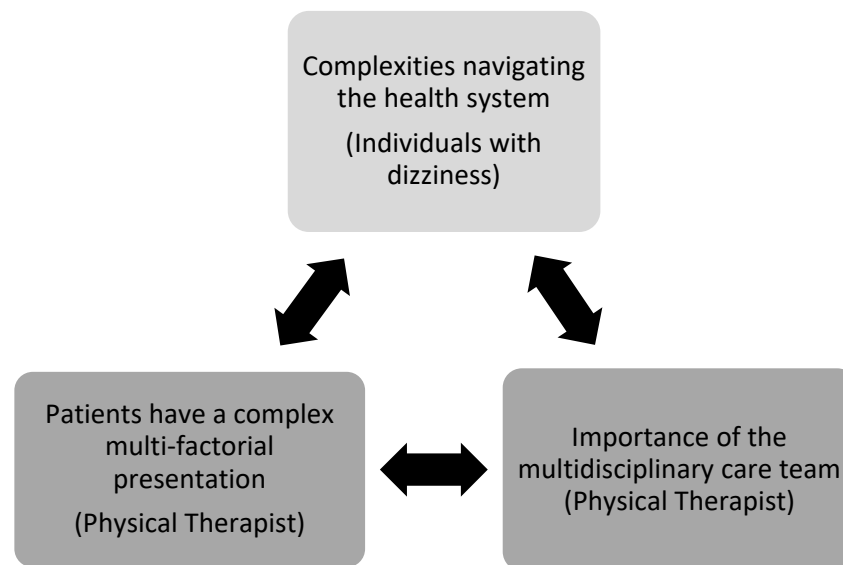 Complexities navigating
the health system
(Individuals with
dizziness)
Patients have a complex
multi-factorial
presentation
(Physical Therapist)
Importance of the
multidisciplinary care team
(Physical Therapist)